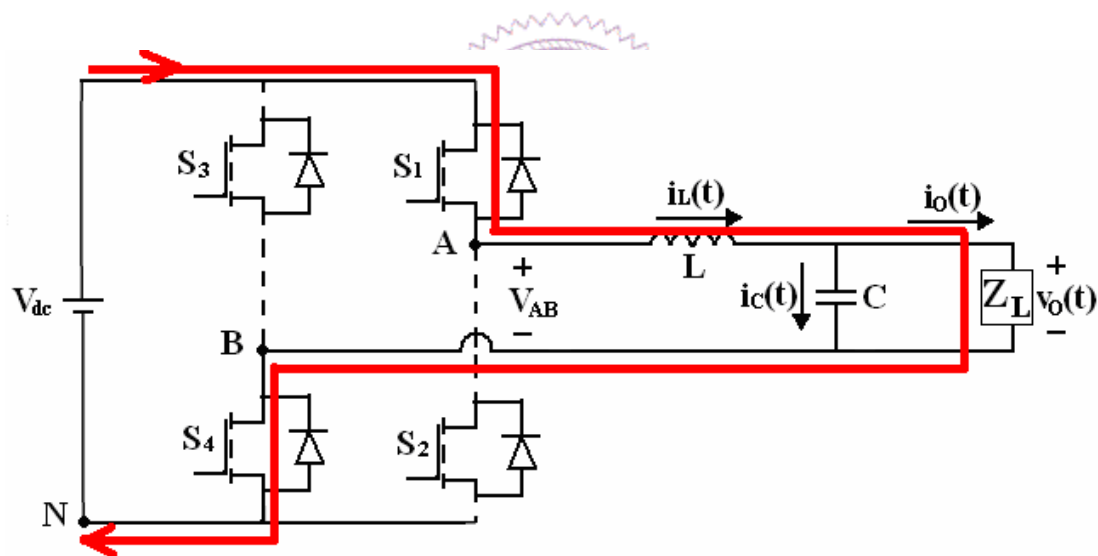 S₃
S₁
iL(t)
iO(t)
A
+
VAB
−
L
Vdc
iC(t)
C
ZL
+
vO(t)
−
B
S₄
S₂
N